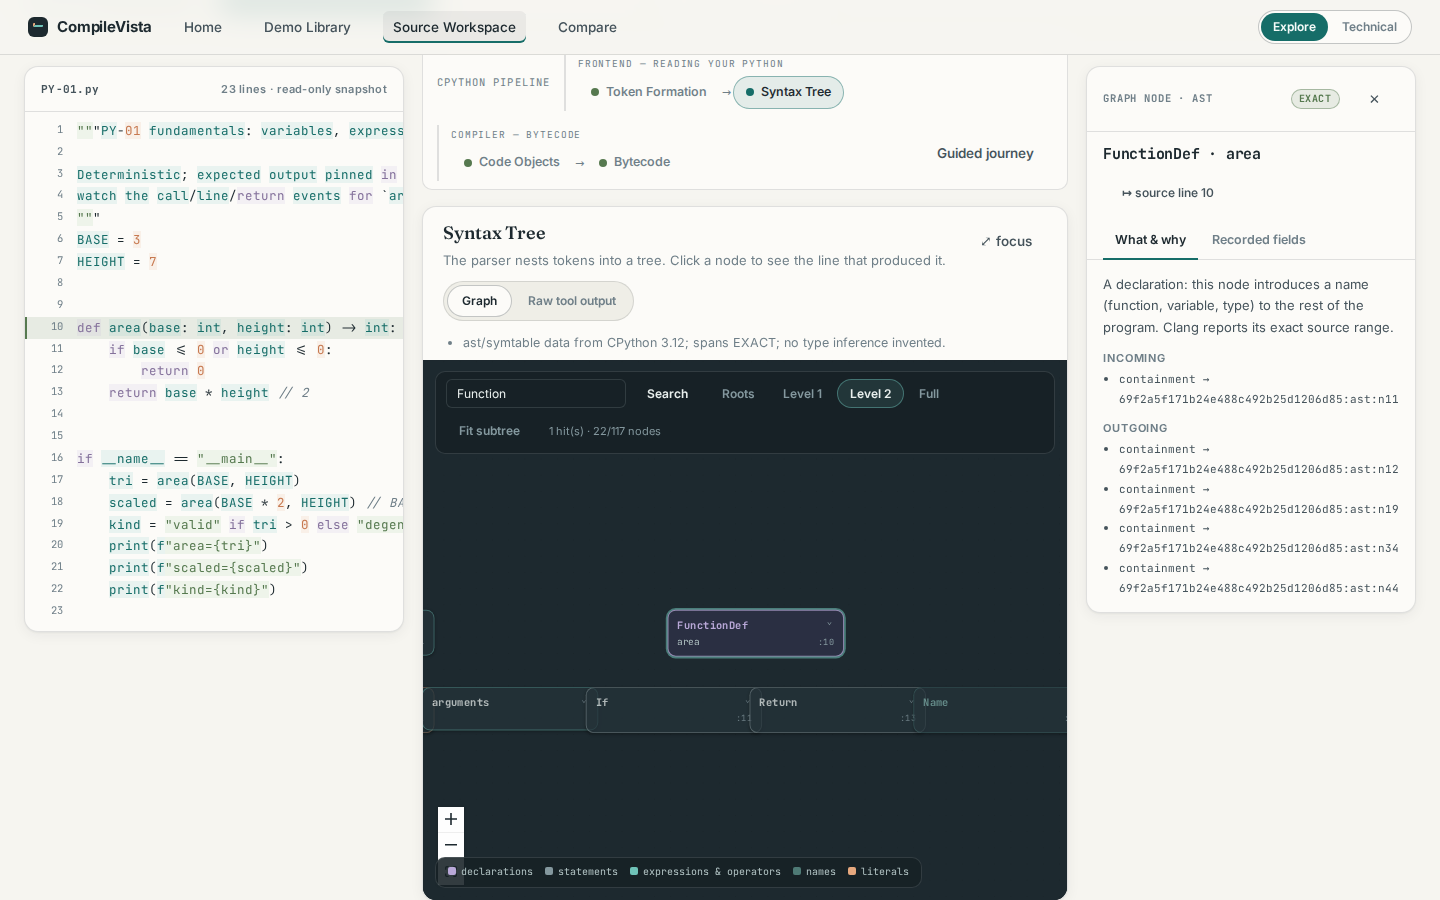 CompileVista
Home
Demo Library
Source Workspace
Compare
Explore
Technical
PY-01.py
23 lines · read-only snapshot
1 """PY-01 fundamentals: variables, express
2
3 Deterministic; expected output pinned in
4 watch the call/line/return events for `ar
5 """
6 BASE = 3
7 HEIGHT = 7
8
9
10 def area(base: int, height: int) -> int:
11 if base <= 0 or height <= 0:
12 return 0
13 return base * height // 2
14
15
16 if __name__ == "__main__":
17 tri = area(BASE, HEIGHT)
18 scaled = area(BASE * 2, HEIGHT) // BA
19 kind = "valid" if tri > 0 else "degen
20 print(f"area={tri}")
21 print(f"scaled={scaled}")
22 print(f"kind={kind}")
23
CPYTHON PIPELINE
FRONTEND — READING YOUR PYTHON
Token Formation → Syntax Tree
COMPILER — BYTECODE
Code Objects → Bytecode
Guided journey
Syntax Tree
⤢ focus
The parser nests tokens into a tree. Click a node to see the line that produced it.
Graph
Raw tool output
• ast/symtable data from CPython 3.12; spans EXACT; no type inference invented.
Function
Search
Roots
Level 1
Level 2
Full
Fit subtree
1 hit(s) · 22/117 nodes
FunctionDef
area :10
arguments
If
Return
Name
:11
declarations
statements
expressions & operators
names
literals
GRAPH NODE · AST
EXACT
×
FunctionDef · area
↦ source line 10
What & why
Recorded fields
A declaration: this node introduces a name
(function, variable, type) to the rest of the
program. Clang reports its exact source range.
INCOMING
• containment →
69f2a5f171b24e488c492b25d1206d85:ast:n11
OUTGOING
• containment →
69f2a5f171b24e488c492b25d1206d85:ast:n12
• containment →
69f2a5f171b24e488c492b25d1206d85:ast:n19
• containment →
69f2a5f171b24e488c492b25d1206d85:ast:n34
• containment →
69f2a5f171b24e488c492b25d1206d85:ast:n44